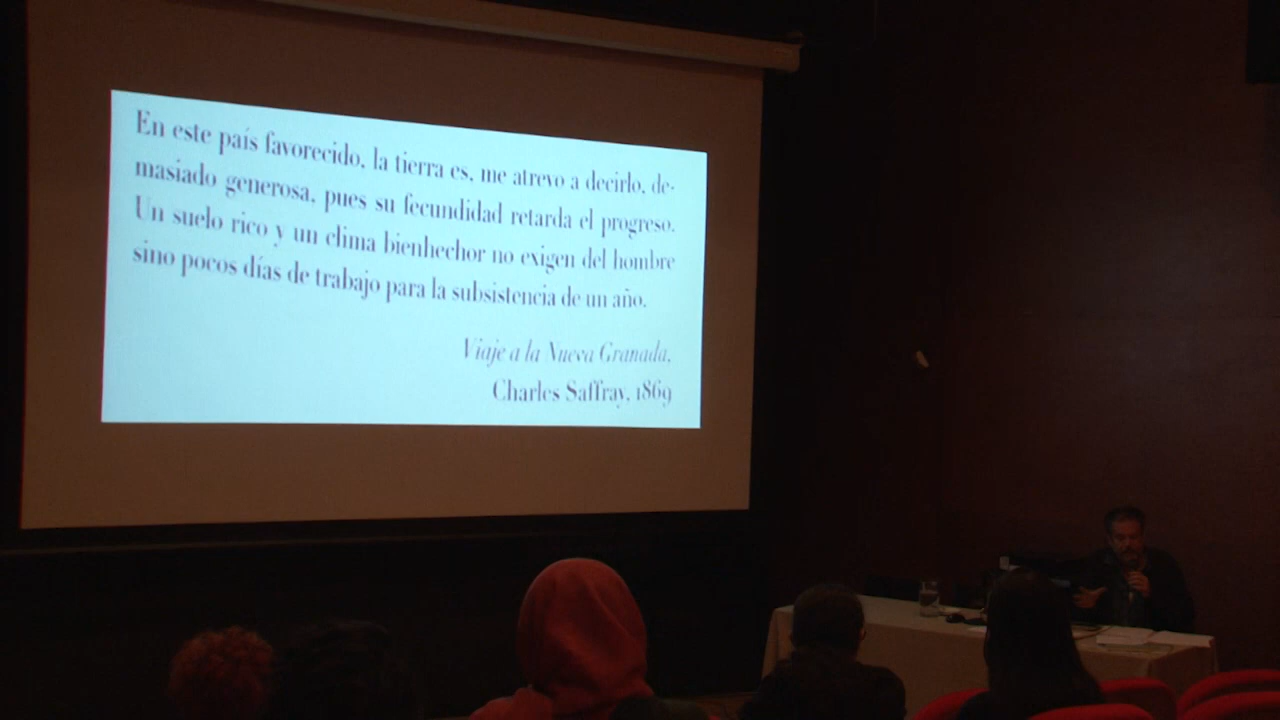 En este país favorecido, la tierra es, me atrevo a decirlo, de-
masiado generosa, pues su fecundidad retarda el progreso.
Un suelo rico y un clima bienhechor no exigen del hombre
sino pocos días de trabajo para la subsistencia de un año.
Viaje a la Nueva Granada,
Charles Saffray, 1869